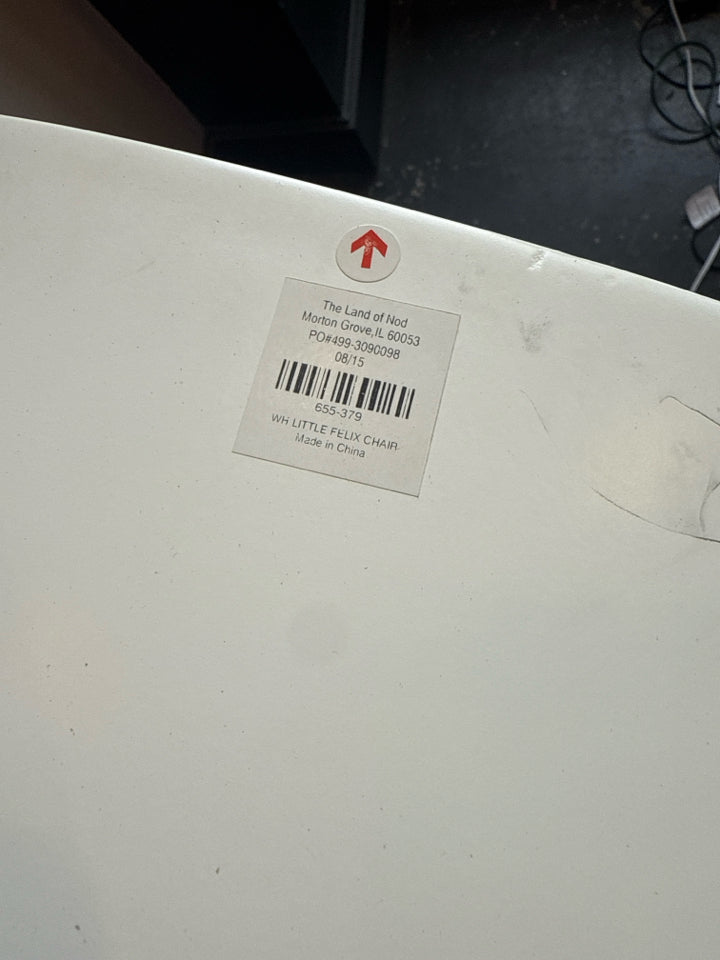 The Land of Nod
Morton Grove,IL 60053
PO#499-3090098
08/15
655-379
WH LITTLE FELIX CHAIR
Made in China